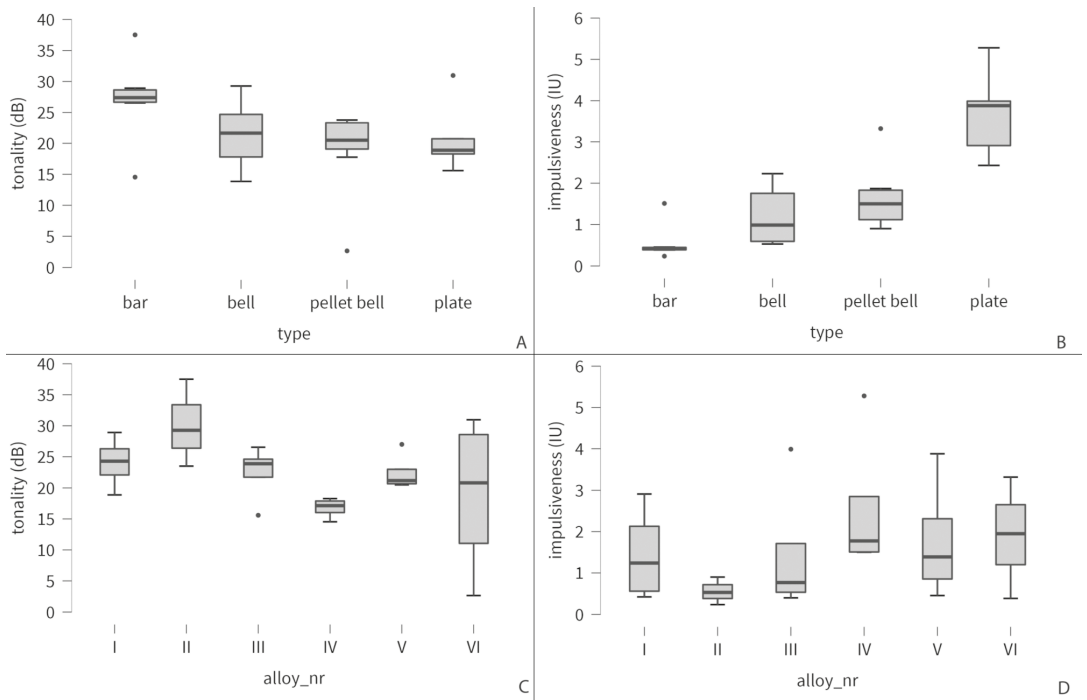 40
35
30
25
20
15
10
5
0
tonality (dB)
bar bell pellet bell plate
type
A
6
5
4
3
2
1
0
impulsiveness (IU)
bar bell pellet bell plate
type
B
40
35
30
25
20
15
10
5
0
tonality (dB)
I II III IV V VI
alloy_nr
C
6
5
4
3
2
1
0
impulsiveness (IU)
I II III IV V VI
alloy_nr
D